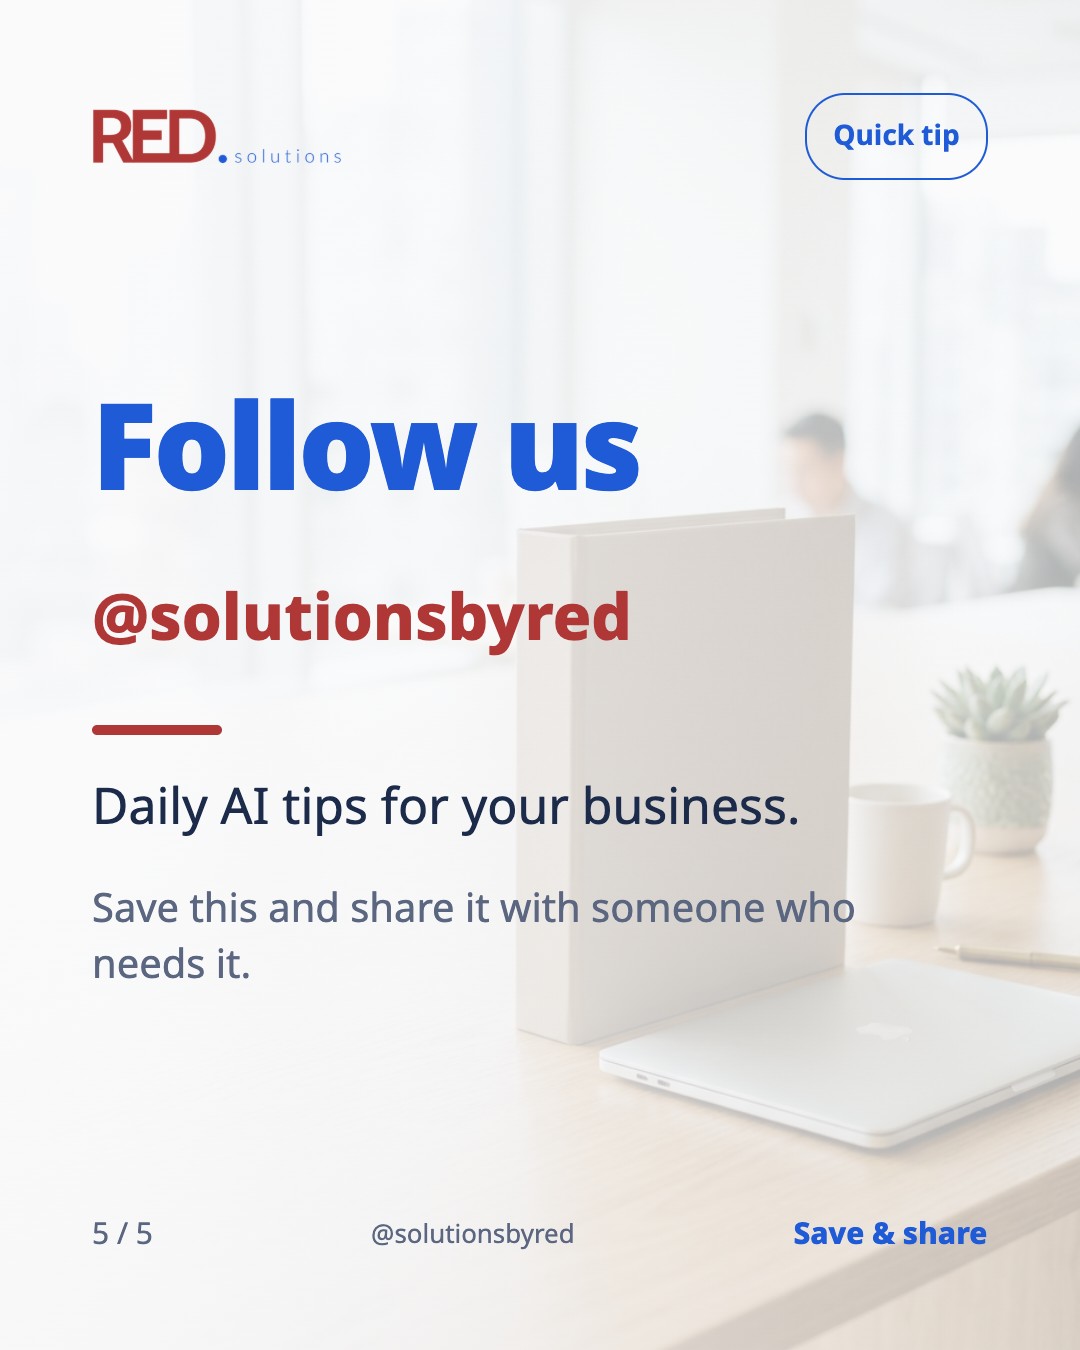 RED.solutions
Quick tip
Follow us
@solutionsbyred
Daily AI tips for your business.
Save this and share it with someone who
needs it.
5 / 5
@solutionsbyred
Save & share